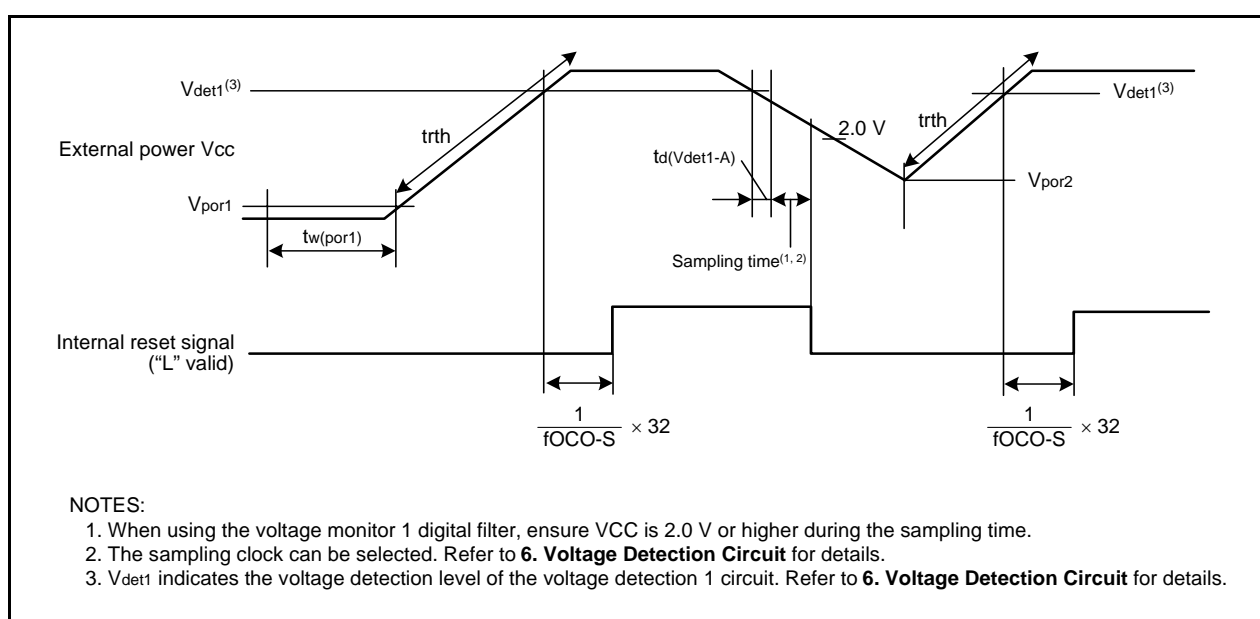 Vdet1(3)
Vdet1(3)
trth
trth
2.0 V
External power Vcc
td(Vdet1-A)
Vpor2
Vpor1
tw(por1)
Sampling time(1, 2)
Internal reset signal
(“L” valid)
1
fOCO-S
× 32
1
fOCO-S
× 32
NOTES:
1. When using the voltage monitor 1 digital filter, ensure VCC is 2.0 V or higher during the sampling time.
2. The sampling clock can be selected. Refer to 6. Voltage Detection Circuit for details.
3. Vdet1 indicates the voltage detection level of the voltage detection 1 circuit. Refer to 6. Voltage Detection Circuit for details.